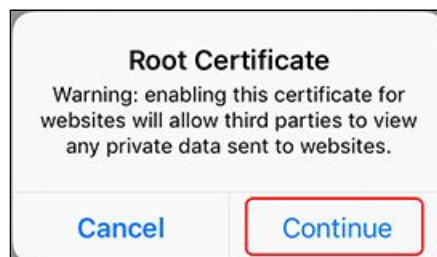 Root Certificate
Warning: enabling this certificate for
websites will allow third parties to view
any private data sent to websites.
Cancel
Continue